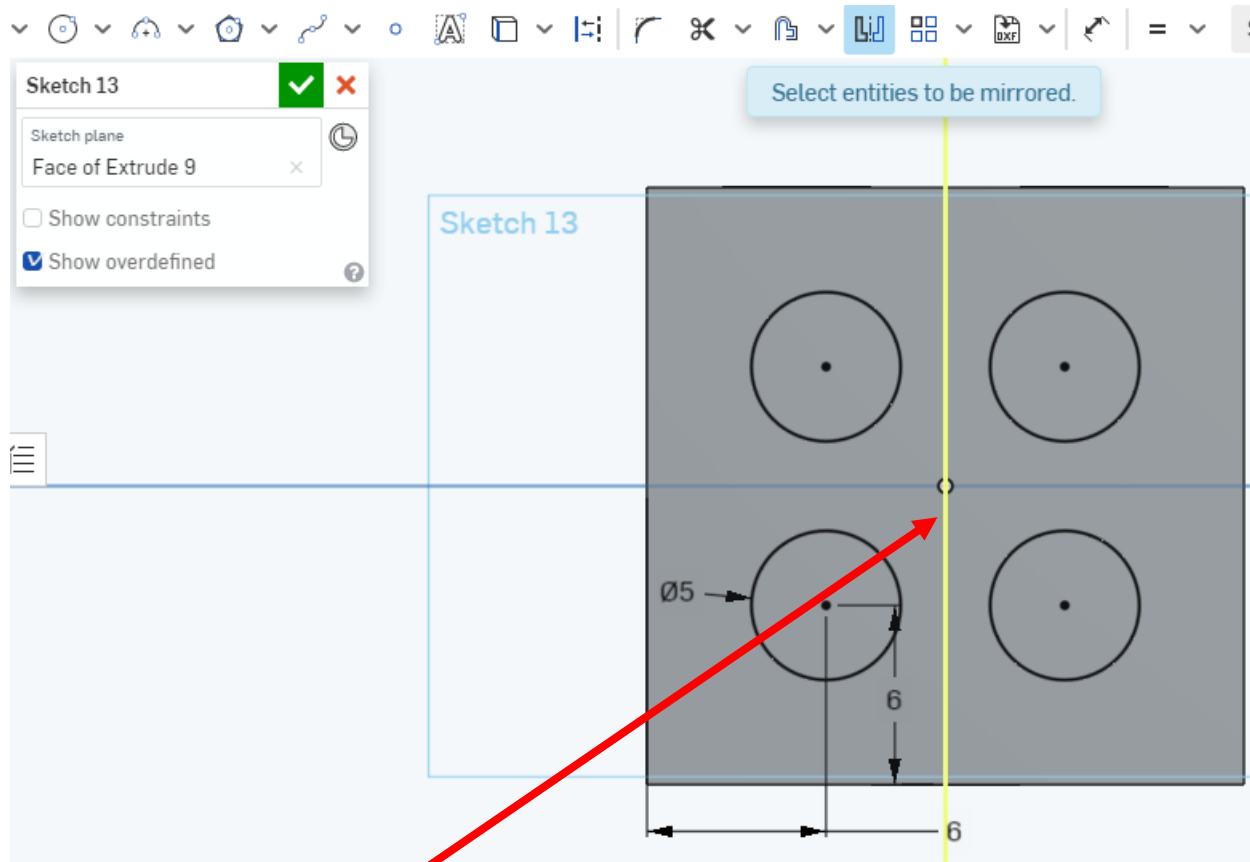 DXF
Sketch 13
Select entities to be mirrored.
Sketch plane
Face of Extrude 9
Show constraints
Show overdefined
Sketch 13
Ø5
6
6